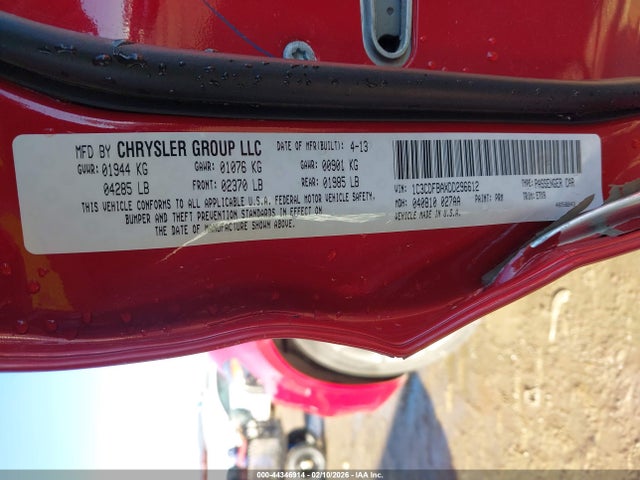 MFD BY CHRYSLER GROUP LLC DATE OF MFR(BUILT): 4-13
GVWR: 01944 KG GAWR: 01076 KG GAWR: 00901 KG
04285 LB FRONT: 02370 LB REAR: 01985 LB
THIS VEHICLE CONFORMS TO ALL APPLICABLE U.S.A. FEDERAL MOTOR VEHICLE SAFETY,
BUMPER AND THEFT PREVENTION STANDARDS IN EFFECT ON
THE DATE OF MANUFACTURE SHOWN ABOVE.
VIN: 1C3CDFBAXDD296612 TYPE: PASSENGER CAR
MDH: 040810 027AA PAINT: PRM TRIM:
VEHICLE MADE IN U.S.A.
000-44346914 - 02/10/2026 - IAA Inc.